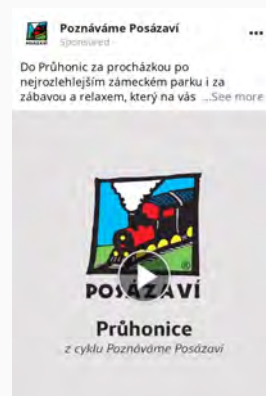 Poznáváme Posázaví
Sponsored ·
Do Průhonic za procházkou po
nejrozlehlejším zámeckém parku i za
zábavou a relaxem, který na vás ...See more
®
POSÁZAVÍ
Průhonice
z cyklu Poznáváme Posázaví